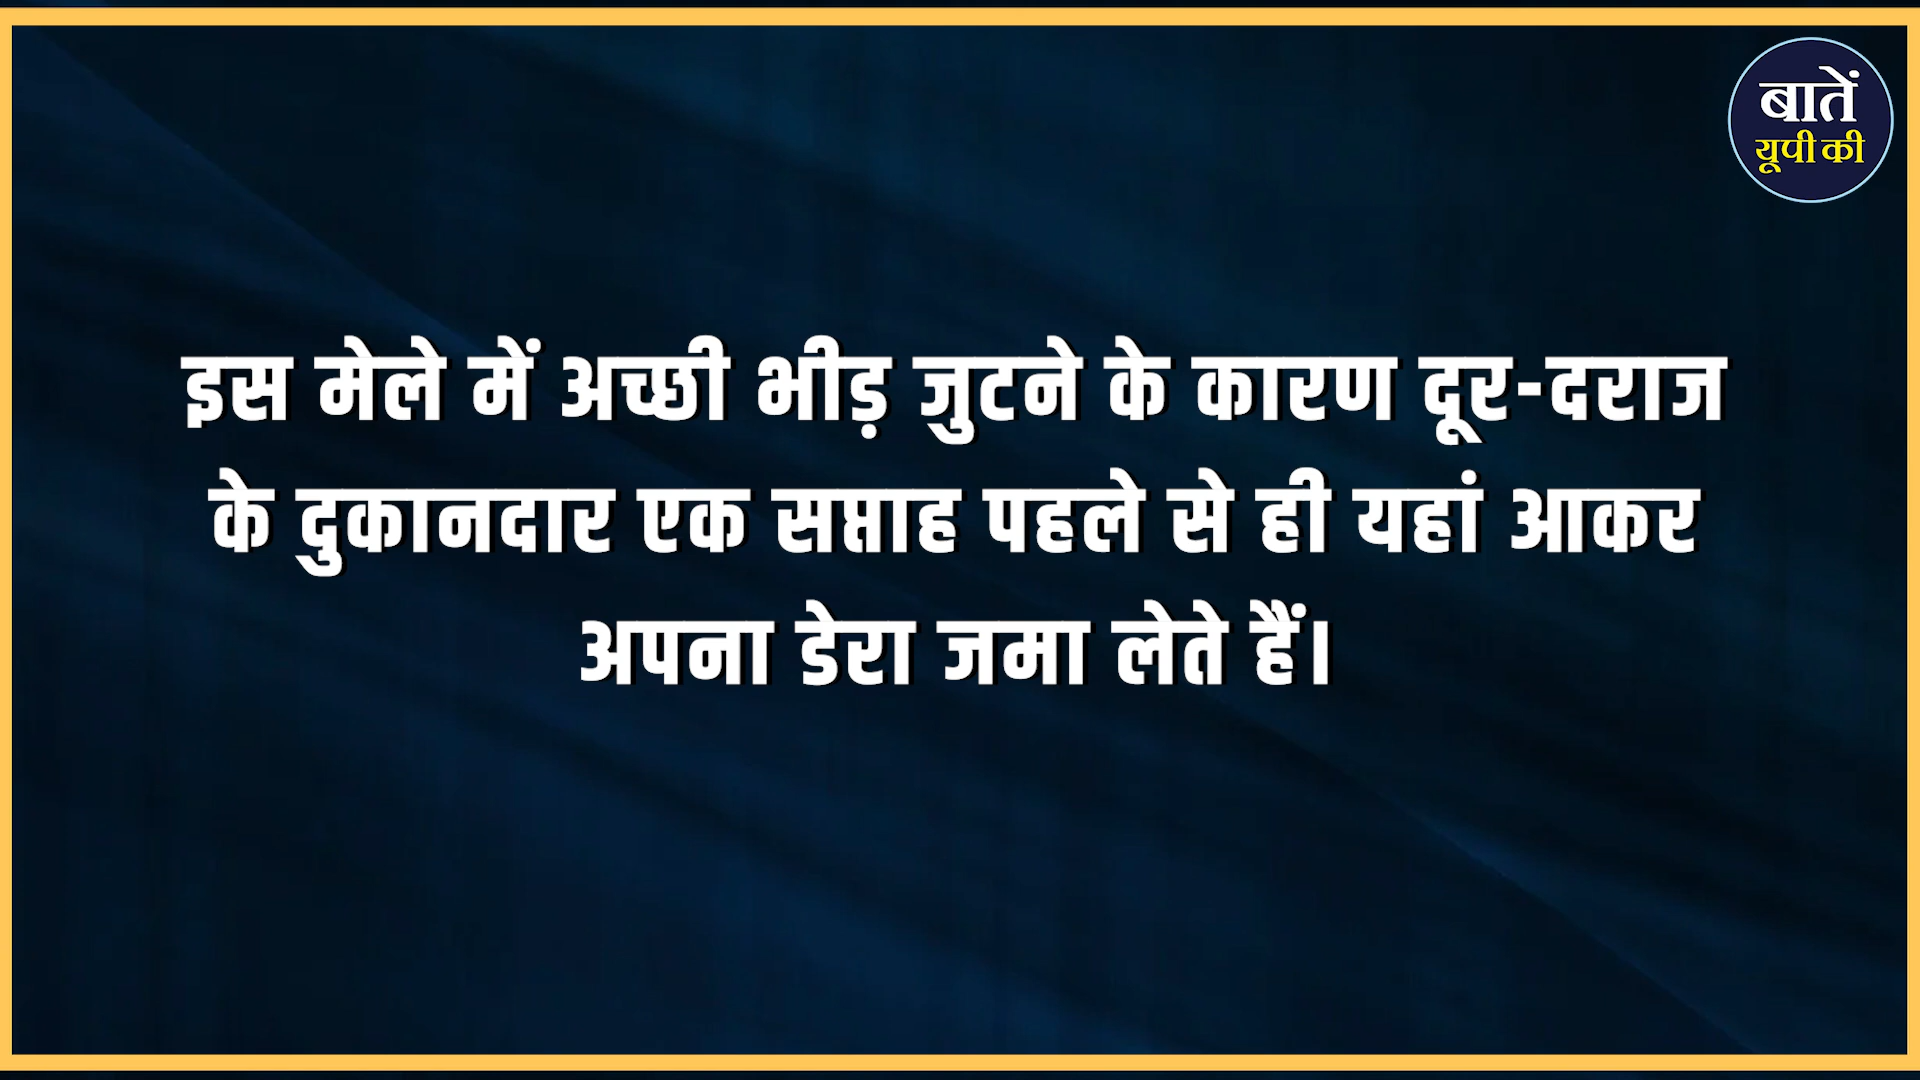 बातें
यूपी की
इस मेले में अच्छी भीड़ जुटने के कारण दूर-दराज
के दुकानदार एक सप्ताह पहले से ही यहां आकर
अपना डेरा जमा लेते हैं।